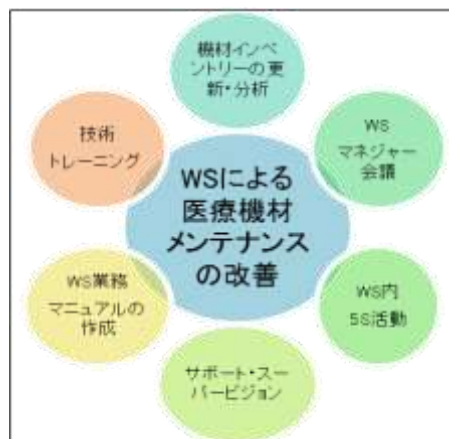 機材インベ
ントリーの更
新・分析
WS
マネジャー
会議
WS内
5S活動
サポート・スー
パービジョン
WS業務
マニュアルの
作成
技術
トレーニング
WSによる
医療機材
メンテナンス
の改善